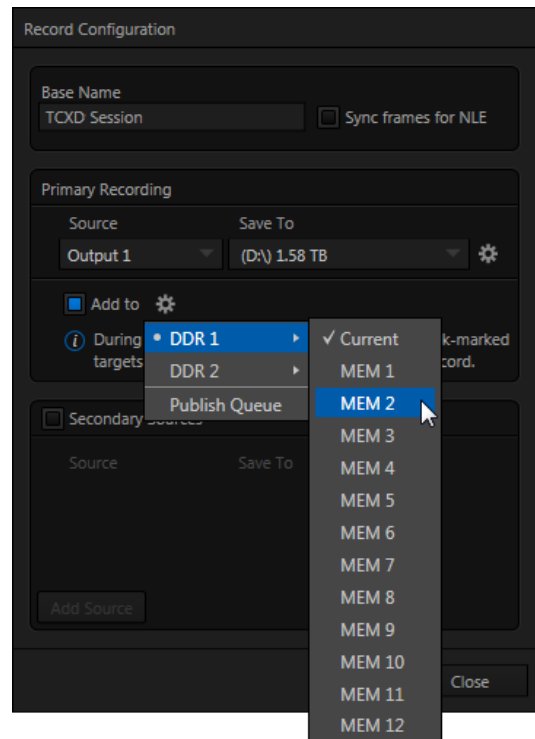 Record Configuration
Base Name
TCXD Session
Sync frames for NLE
Primary Recording
Source Save To
Output 1 (D:\) 1.58 TB
Add to
During k-marked
targets cord.
DDR 1
DDR 2
Publish Queue
✓ Current
MEM 1
MEM 2
MEM 3
MEM 4
MEM 5
MEM 6
MEM 7
MEM 8
MEM 9
MEM 10
MEM 11
MEM 12
Secondary Sources
Source Save To
Add Source
Close